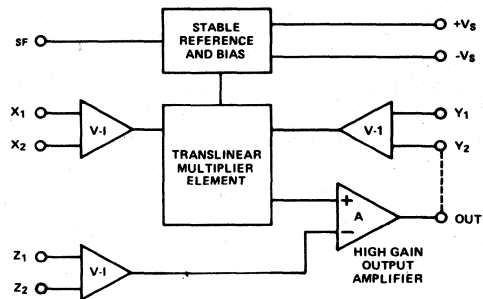 STABLE
REFERENCE
AND BIAS
SF
+VS
-VS
X1
X2
V-I
TRANSLINEAR
MULTIPLIER
ELEMENT
V-1
Y1
Y2
+
A
−
OUT
HIGH GAIN
OUTPUT
AMPLIFIER
Z1
Z2
V-I